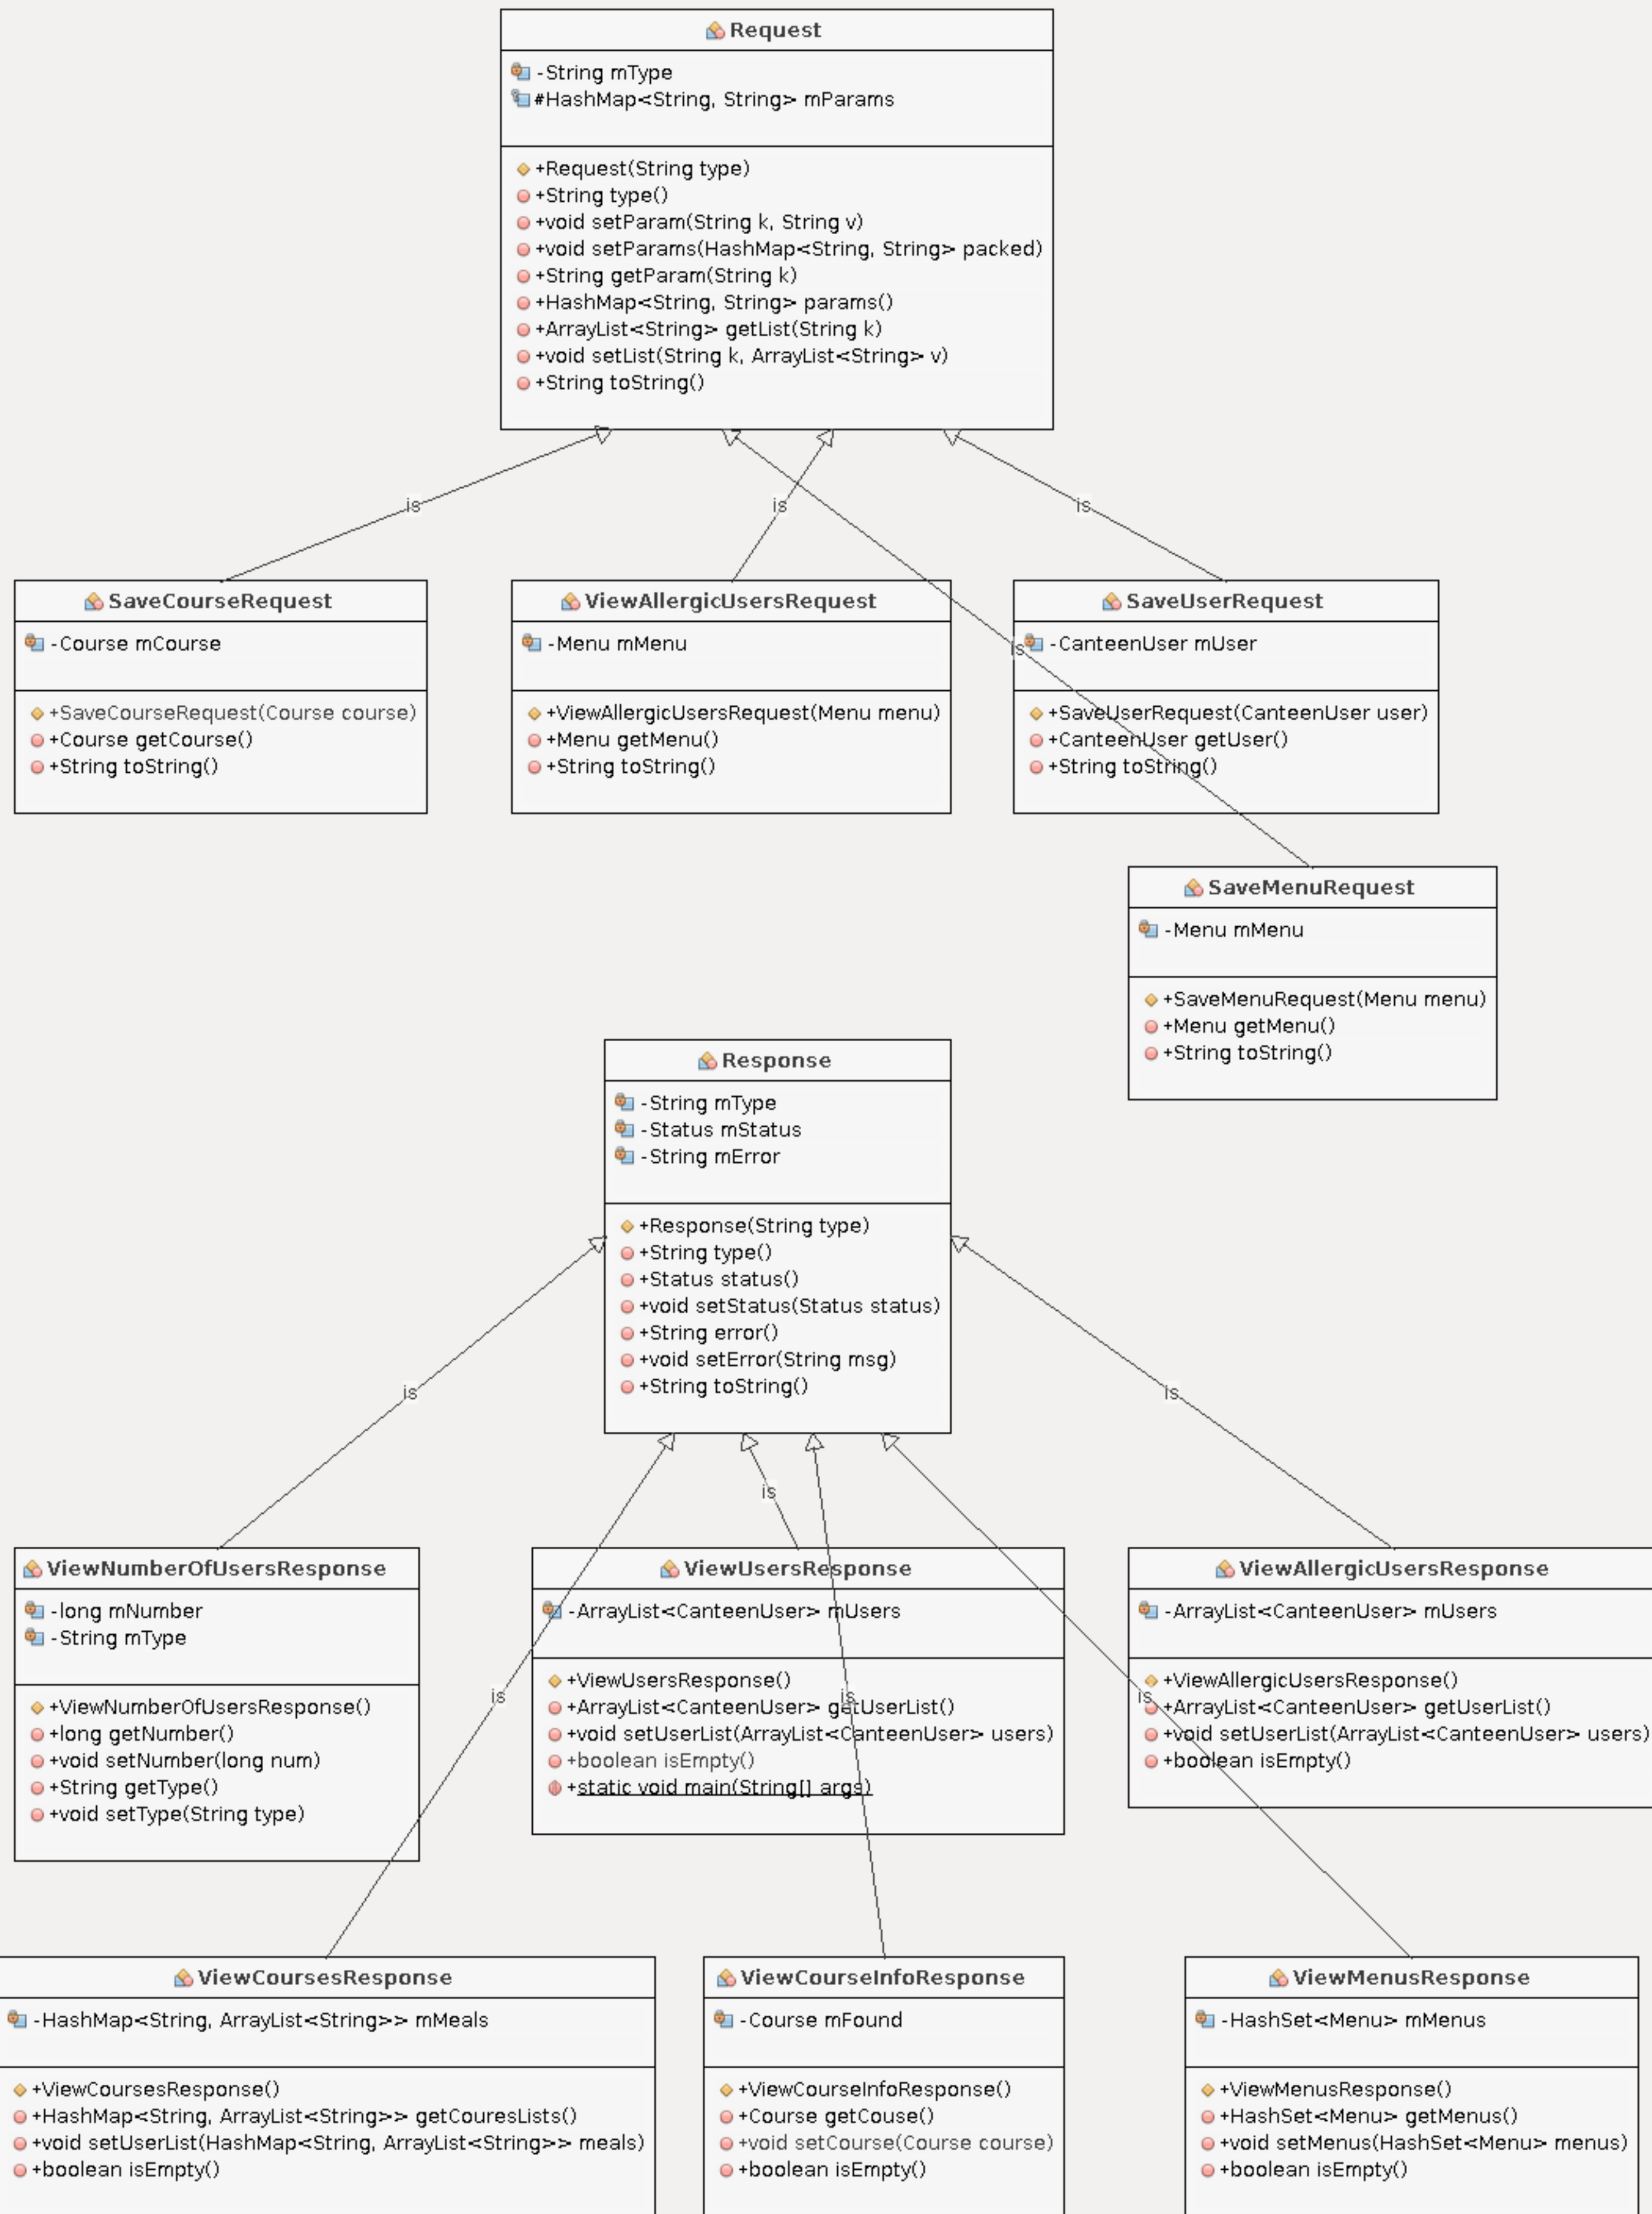 Request
-String mType
#HashMap<String, String> mParams
+Request(String type)
+String type()
+void setParam(String k, String v)
+void setParams(HashMap<String, String> packed)
+String getParam(String k)
+HashMap<String, String> params()
+ArrayList<String> getList(String k)
+void setList(String k, ArrayList<String> v)
+String toString()
is
is
is
SaveCourseRequest
-Course mCourse
+SaveCourseRequest(Course course)
+Course getCourse()
+String toString()
ViewAllergicUsersRequest
-Menu mMenu
+ViewAllergicUsersRequest(Menu menu)
+Menu getMenu()
+String toString()
SaveUserRequest
is
-CanteenUser mUser
+SaveUserRequest(CanteenUser user)
+CanteenUser getUser()
+String toString()
SaveMenuRequest
-Menu mMenu
+SaveMenuRequest(Menu menu)
+Menu getMenu()
+String toString()
Response
-String mType
-Status mStatus
-String mError
+Response(String type)
+String type()
+Status status()
+void setStatus(Status status)
+String error()
+void setError(String msg)
+String toString()
is
is
is
ViewNumberOfUsersResponse
-long mNumber
-String mType
+ViewNumberOfUsersResponse()
+long getNumber()
+void setNumber(long num)
+String getType()
+void setType(String type)
is
ViewUsersResponse
-ArrayList<CanteenUser> mUsers
+ViewUsersResponse()
is
+ArrayList<CanteenUser> getUserList()
+void setUserList(ArrayList<CanteenUser> users)
+boolean isEmpty()
+static void main(String[] args)
ViewAllergicUsersResponse
-ArrayList<CanteenUser> mUsers
+ViewAllergicUsersResponse()
is
+ArrayList<CanteenUser> getUserList()
+void setUserList(ArrayList<CanteenUser> users)
+boolean isEmpty()
ViewCoursesResponse
-HashMap<String, ArrayList<String>> mMeals
+ViewCoursesResponse()
+HashMap<String, ArrayList<String>> getCouresLists()
+void setUserList(HashMap<String, ArrayList<String>> meals)
+boolean isEmpty()
ViewCourseInfoResponse
-Course mFound
+ViewCourseInfoResponse()
+Course getCouse()
+void setCourse(Course course)
+boolean isEmpty()
ViewMenusResponse
-HashSet<Menu> mMenus
+ViewMenusResponse()
+HashSet<Menu> getMenus()
+void setMenus(HashSet<Menu> menus)
+boolean isEmpty()